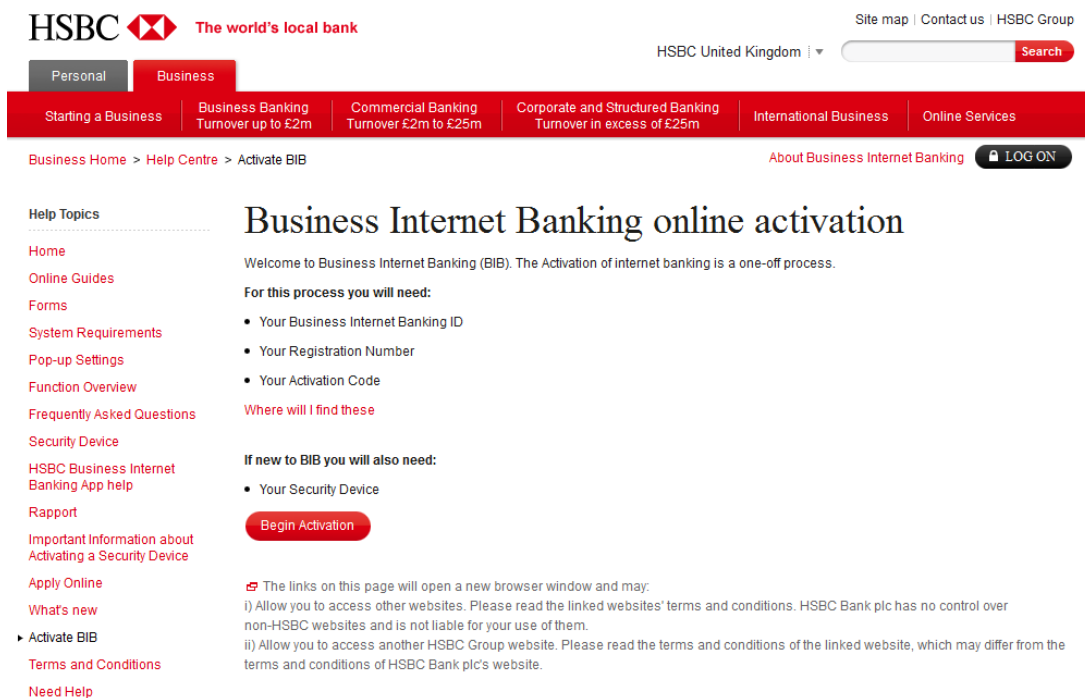 HSBC The world's local bank
Site map | Contact us | HSBC Group
HSBC United Kingdom
Search
Personal
Business
Starting a Business
Business Banking
Turnover up to £2m
Commercial Banking
Turnover £2m to £25m
Corporate and Structured Banking
Turnover in excess of £25m
International Business
Online Services
Business Home > Help Centre > Activate BIB
About Business Internet Banking
LOG ON
Help Topics
Home
Online Guides
Forms
System Requirements
Pop-up Settings
Function Overview
Frequently Asked Questions
Security Device
HSBC Business Internet
Banking App help
Rapport
Important Information about
Activating a Security Device
Apply Online
What's new
Activate BIB
Terms and Conditions
Need Help
Business Internet Banking online activation
Welcome to Business Internet Banking (BIB). The Activation of internet banking is a one-off process.
For this process you will need:
• Your Business Internet Banking ID
• Your Registration Number
• Your Activation Code
Where will I find these
If new to BIB you will also need:
• Your Security Device
Begin Activation
The links on this page will open a new browser window and may:
i) Allow you to access other websites. Please read the linked websites' terms and conditions. HSBC Bank plc has no control over
non-HSBC websites and is not liable for your use of them.
ii) Allow you to access another HSBC Group website. Please read the terms and conditions of the linked website, which may differ from the
terms and conditions of HSBC Bank plc's website.